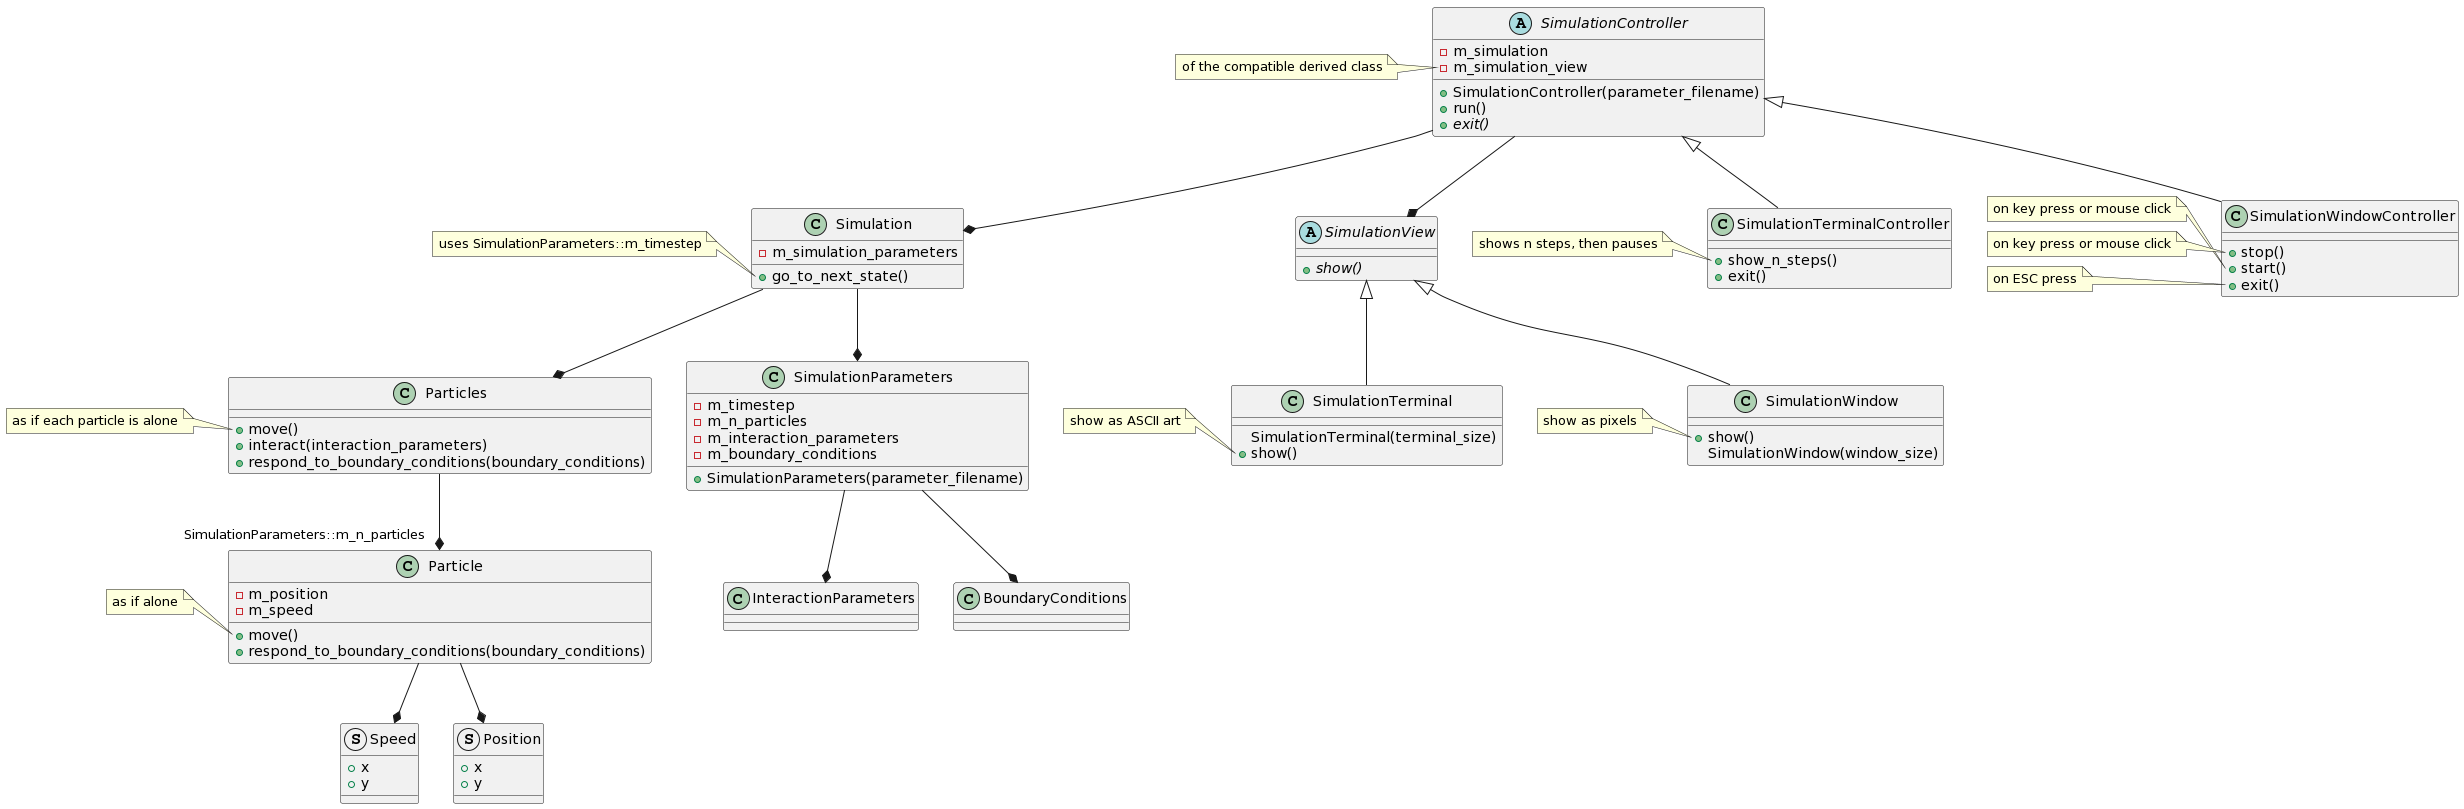 A SimulationController
m_simulation
of the compatible derived class
m_simulation_view
SimulationController(parameter_filename)
run()
exit()
C Simulation
uses SimulationParameters::m_timestep
m_simulation_parameters
go_to_next_state()
A SimulationView
show()
C SimulationTerminalController
shows n steps, then pauses
show_n_steps()
exit()
C SimulationWindowController
on key press or mouse click
on key press or mouse click
on ESC press
stop()
start()
exit()
C Particles
as if each particle is alone
move()
interact(interaction_parameters)
respond_to_boundary_conditions(boundary_conditions)
C SimulationParameters
m_timestep
m_n_particles
m_interaction_parameters
m_boundary_conditions
SimulationParameters(parameter_filename)
C SimulationTerminal
show as ASCII art
SimulationTerminal(terminal_size)
show()
C SimulationWindow
show as pixels
show()
SimulationWindow(window_size)
SimulationParameters::m_n_particles
C Particle
m_position
m_speed
as if alone
move()
respond_to_boundary_conditions(boundary_conditions)
C InteractionParameters
C BoundaryConditions
S Speed
x
y
S Position
x
y